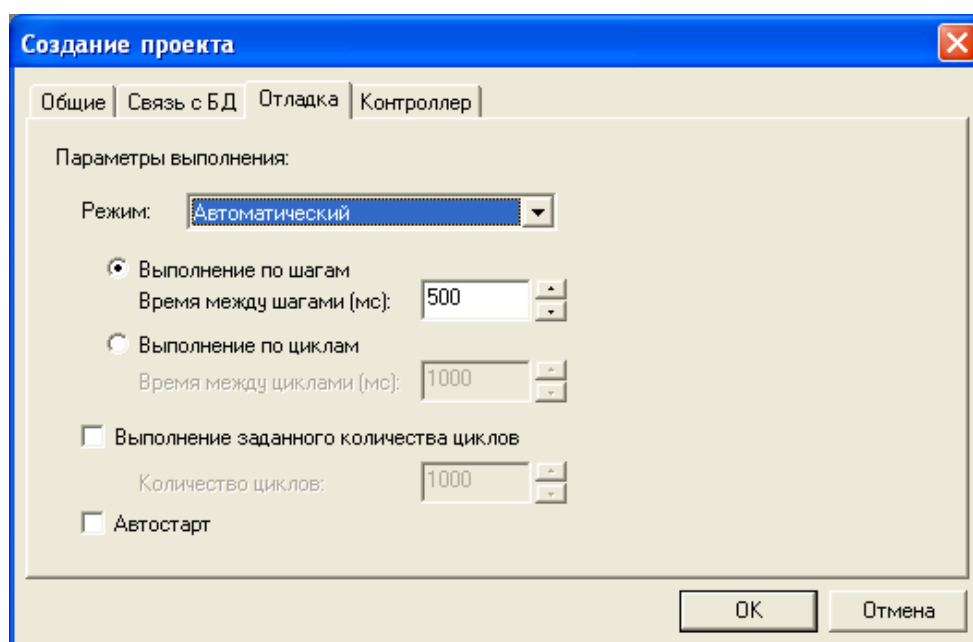 Создание проекта
Общие Связь с БД Отладка Контроллер
Параметры выполнения:
Режим: Автоматический
Выполнение по шагам
Время между шагами (мс): 500
Выполнение по циклам
Время между циклами (мс): 1000
Выполнение заданного количества циклов
Количество циклов: 1000
Автостарт
OK Отмена